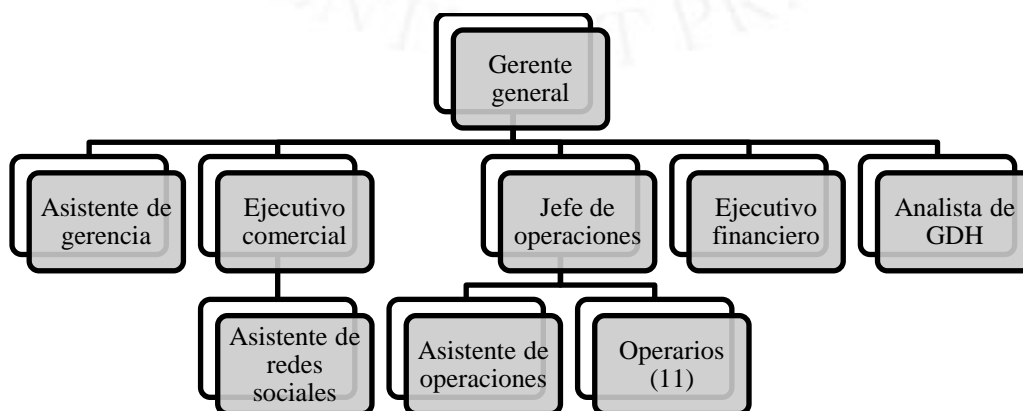 Gerente
general
Asistente de
gerencia
Ejecutivo
comercial
Jefe de
operaciones
Ejecutivo
financiero
Analista de
GDH
Asistente de
redes
sociales
Asistente de
operaciones
Operarios
(11)